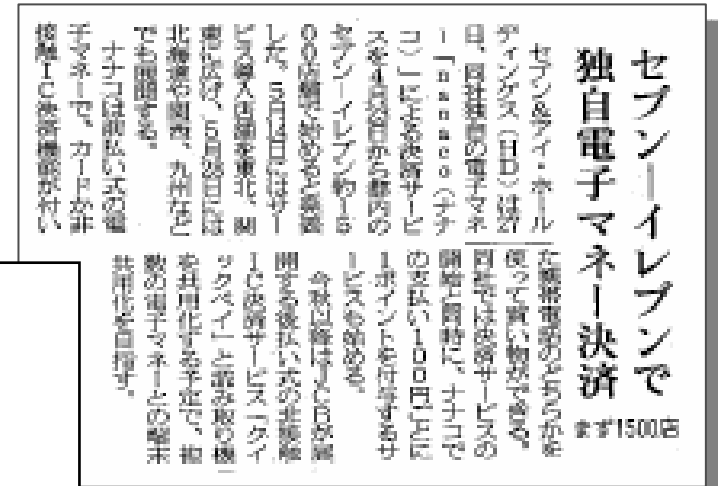 セブン―イレブンで
独自電子マネー決済
まず1500店
セブン&アイ・ホール
ディングス(HD)は27
日、同社独自の電子マネ
ー「nanaco(ナナ
コ)」による決済サービ
スを4月23日から都内の
セブン―イレブン約15
00店舗で始めると発表
した。にはサー
ビス導入店舗を東北、関
東に広げ、5月28日には
北海道や関西、九州など
でも展開する。
ナナコは前払い式の電
子マネーで、カードか非
接触IC決済機能が付い
た携帯電話のどちらかを
使って買い物ができる。
同社では決済サービスの
開始と同時に、ナナコで
の支払い100円ごとに
1ポイントを付与するサ
ービスも始める。
今秋以降はJCBが展
開する後払い式の非接触
IC決済サービス「クイ
ックペイ」と読み取り機
を共用化する予定で、複
数の電子マネーとの端末
共用化を目指す。